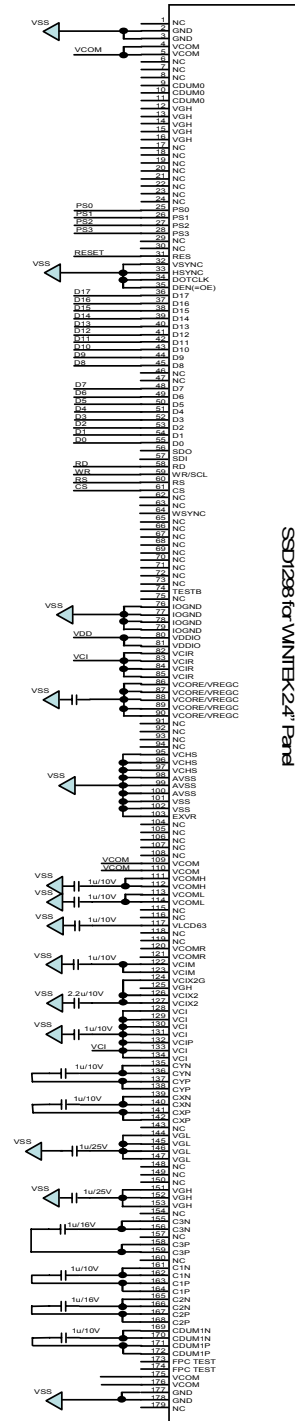 1 NC
VSS 2 GND
3 GND
VCOM 4 VCOM
5 VCOM
6 NC
7 NC
8 NC
9 CDUM0
10 CDUM0
11 CDUM0
12 VGH
13 VGH
14 VGH
15 VGH
16 VGH
17 NC
18 NC
19 NC
20 NC
21 NC
22 NC
23 NC
24 NC
PS0 25 PS0
PS1 26 PS1
PS2 27 PS2
PS3 28 PS3
29 NC
30 NC
RESET 31 RES
32 VSYNC
VSS 33 HSYNC
34 DOTCLK
35 DEN(=OE)
D17 36 D17
D16 37 D16
D15 38 D15
D14 39 D14
D13 40 D13
D12 41 D12
D11 42 D11
D10 43 D10
D9 44 D9
D8 45 D8
46 NC
47 NC
D7 48 D7
D6 49 D6
D5 50 D5
D4 51 D4
D3 52 D3
D2 53 D2
D1 54 D1
D0 55 D0
56 SDO
57 SDI
RD 58 RD
WR 59 WR/SCL
RS 60 RS
CS 61 CS
62 NC
63 NC
64 WSYNC
65 NC
66 NC
67 NC
68 NC
69 NC
70 NC
71 NC
72 NC
73 NC
74 TESTB
75 NC
76 IOGND
VSS 77 IOGND
78 IOGND
79 IOGND
VDD 80 VDDIO
81 VDDIO
82 VCIR
VCI 83 VCIR
84 VCIR
85 VCIR
86 VCORE/VREGC
87 VCORE/VREGC
VSS 88 VCORE/VREGC
89 VCORE/VREGC
90 VCORE/VREGC
91 NC
92 NC
93 NC
94 NC
95 VCHS
96 VCHS
97 VCHS
98 AVSS
VSS 99 AVSS
100 AVSS
101 VSS
102 VSS
103 EXVR
104 NC
105 NC
106 NC
107 NC
108 NC
VCOM 109 VCOM
VCOM 110 VCOM
111 VCOMH
VSS 1u/10V 112 VCOMH
113 VCOML
VSS 1u/10V 114 VCOML
115 NC
116 NC
VSS 1u/10V 117 VLCD63
118 NC
119 NC
120 VCOMR
121 VCOMR
VSS 1u/10V 122 VCIM
123 VCIM
124 VCIX2G
125 VGH
VSS 2.2u/10V 126 VCIX2
127 VCIX2
128 VCI
129 VCI
130 VCI
VSS 1u/10V 131 VCI
132 VCIP
VCI 133 VCI
134 VCI
135 CYN
1u/10V 136 CYN
137 CYP
138 CYP
139 CXN
1u/10V 140 CXN
141 CXP
142 CXP
143 NC
144 VGL
145 VGL
VSS 1u/25V 146 VGL
147 VGL
148 NC
149 NC
150 NC
151 VGH
VSS 1u/25V 152 VGH
153 VGH
154 NC
155 C3N
1u/16V 156 C3N
157 NC
158 C3P
159 C3P
160 NC
161 C1N
1u/10V 162 C1N
163 C1P
164 C1P
165 C2N
1u/16V 166 C2N
167 C2P
168 C2P
169 CDUM1N
1u/10V 170 CDUM1N
171 CDUM1P
172 CDUM1P
173 FPC TEST
174 FPC TEST
VCOM 175 VCOM
VCOM 176 VCOM
177 GND
VSS 178 GND
179 NC
SSD1298 for WINTEK 2.4" Panel